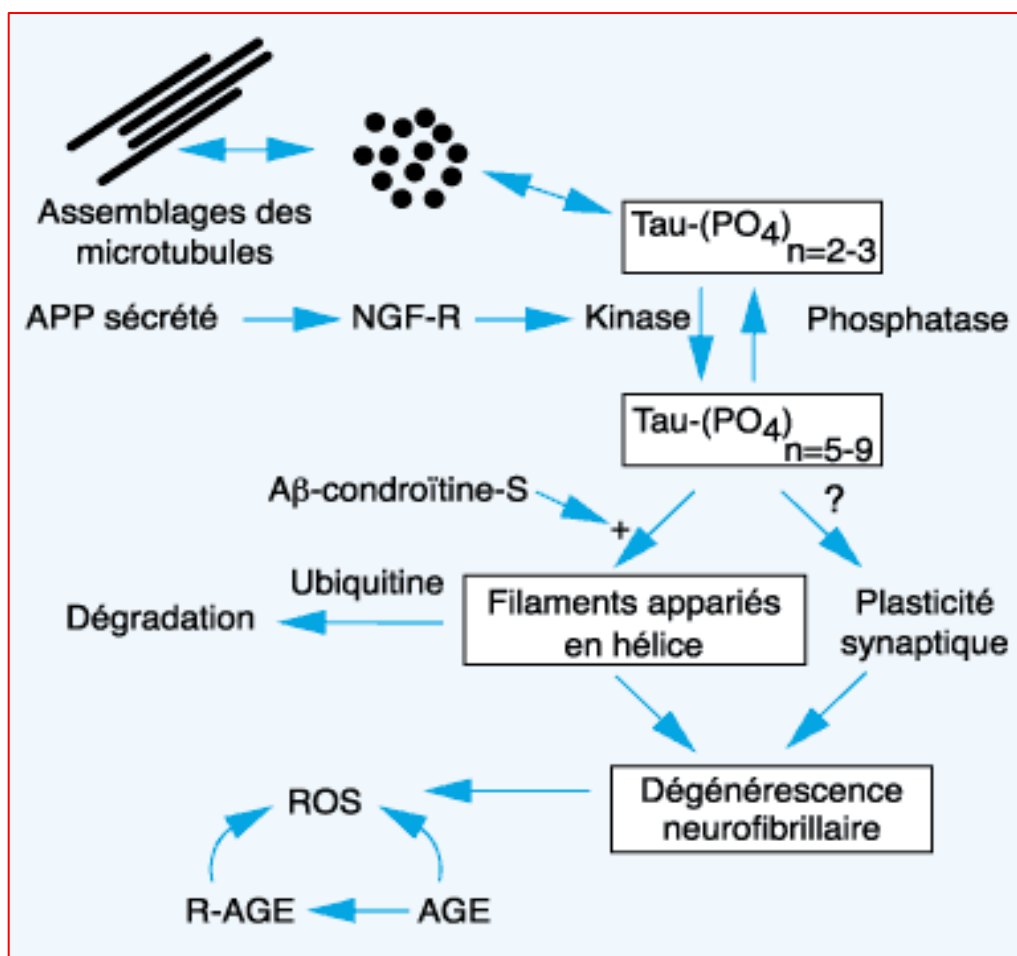 Assemblages des
microtubules
Tau-(PO4)
n=2-3
APP sécrété
NGF-R
Kinase
Phosphatase
Tau-(PO4)
n=5-9
Aβ-condroïtine-S
+
?
Ubiquitine
Dégradation
Filaments appariés
en hélice
Plasticité
synaptique
Dégénérescence
neurofibrillaire
ROS
R-AGE
AGE